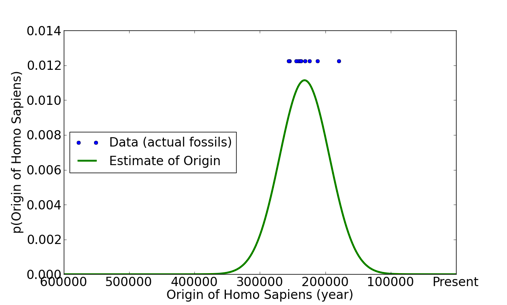 0.014
0.012
0.010
0.008
0.006
0.004
0.002
0.000
p(Origin of Homo Sapiens)
Data (actual fossils)
Estimate of Origin
600000 500000 400000 300000 200000 100000 Present
Origin of Homo Sapiens (year)